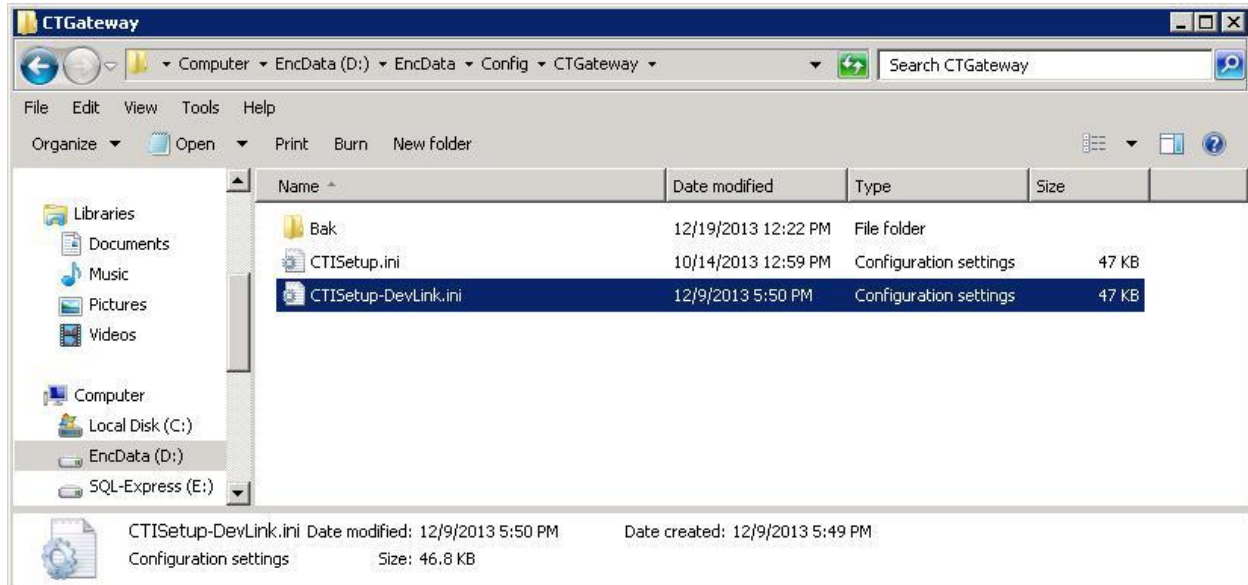 CTGateway
Computer EncData (D:) EncData Config CTGateway Search CTGateway
File Edit View Tools Help
Organize Open Print Burn New folder
Name Date modified Type Size
Libraries
Documents
Music
Pictures
Videos
Computer
Local Disk (C:)
EncData (D:)
SQL-Express (E:)
Bak 12/19/2013 12:22 PM File folder
CTISetup.ini 10/14/2013 12:59 PM Configuration settings 47 KB
CTISetup-DevLink.ini 12/9/2013 5:50 PM Configuration settings 47 KB
CTISetup-DevLink.ini Date modified: 12/9/2013 5:50 PM Date created: 12/9/2013 5:49 PM
Configuration settings Size: 46.8 KB